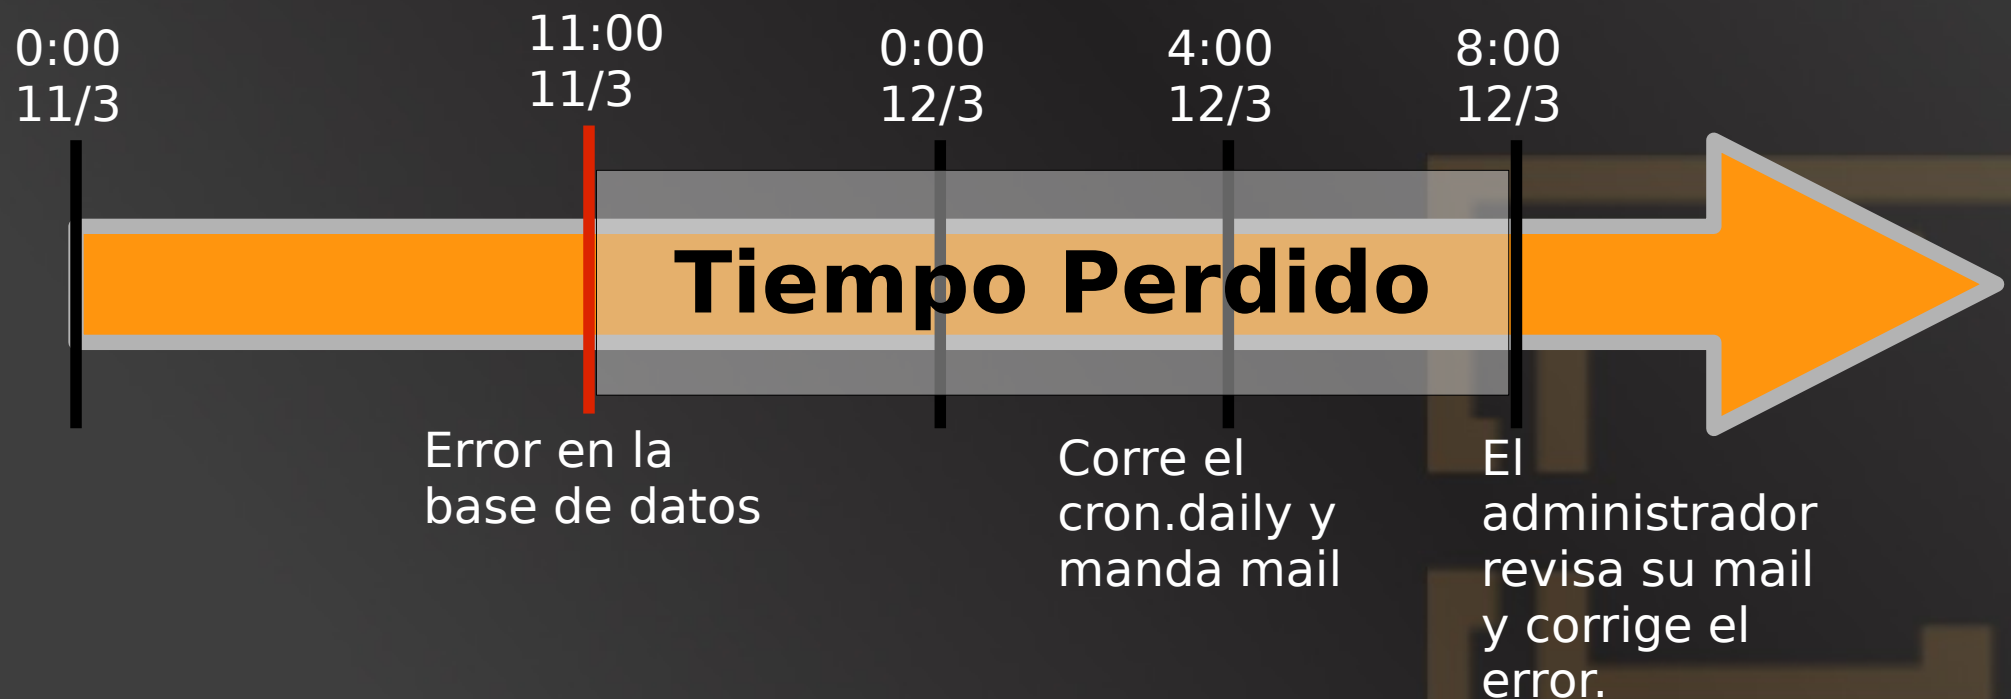 0:00
11/3
11:00
11/3
0:00
12/3
4:00
12/3
8:00
12/3
Tiempo Perdido
Error en la
base de datos
Corre el
cron.daily y
manda mail
El
administrador
revisa su mail
y corrige el
error.